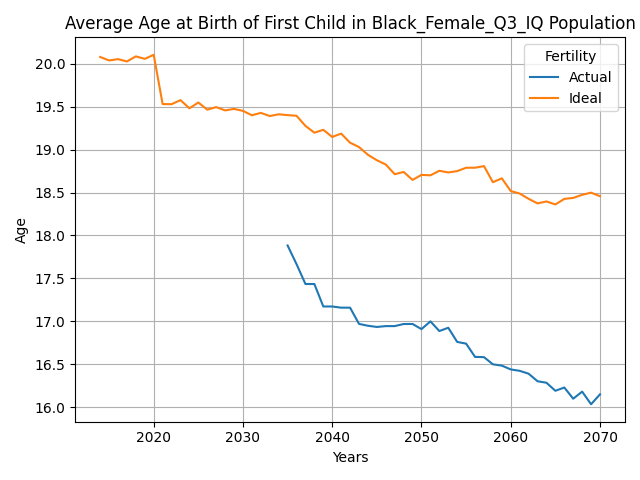 Average Age at Birth of First Child in Black_Female_Q3_IQ Population
Fertility
Actual
Ideal
20.0
19.5
19.0
18.5
18.0
17.5
17.0
16.5
16.0
Age
2020 2030 2040 2050 2060 2070
Years